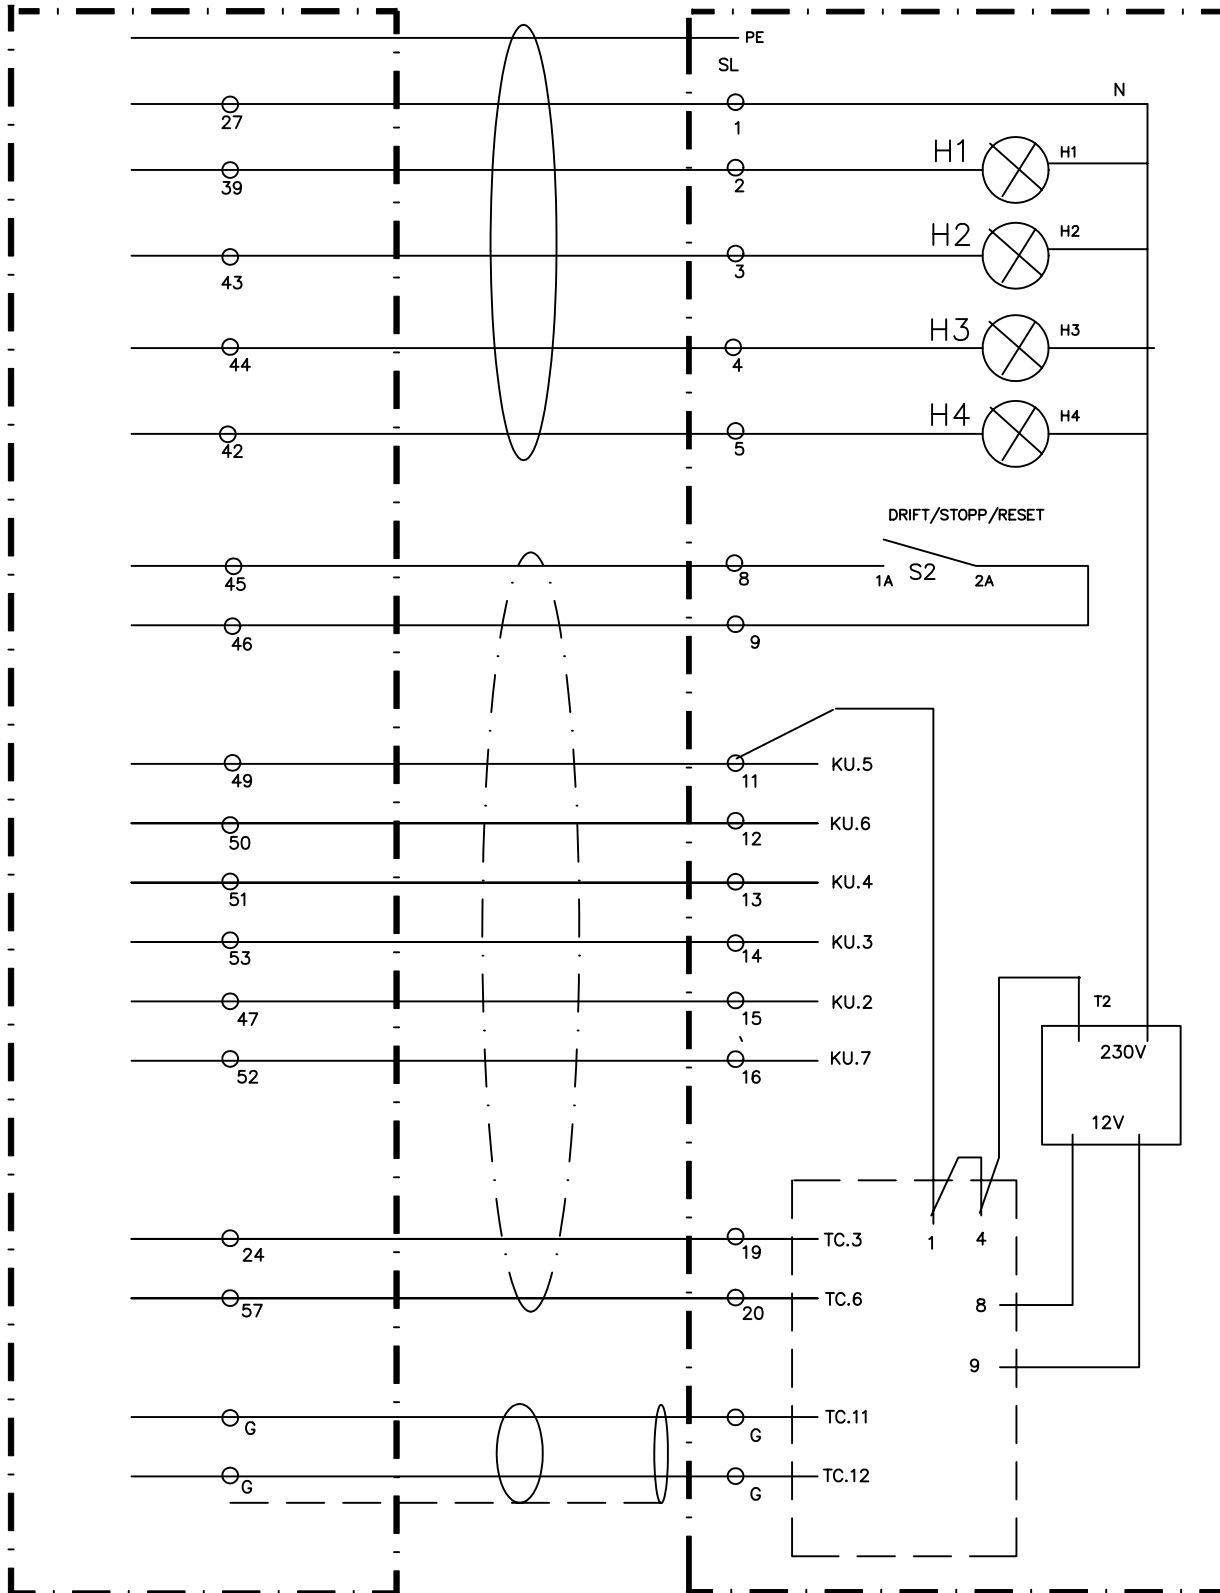 PE
SL
N
27
1
H1
H1
39
2
H2
H2
43
3
H3
H3
44
4
H4
H4
42
5
DRIFT/STOPP/RESET
45
8
1A
S2
2A
46
9
49
11
KU.5
50
12
KU.6
51
13
KU.4
53
14
KU.3
47
15
KU.2
T2
52
16
KU.7
230V
12V
24
19
TC.3
1
4
57
20
TC.6
8
9
G
G
TC.11
G
G
TC.12